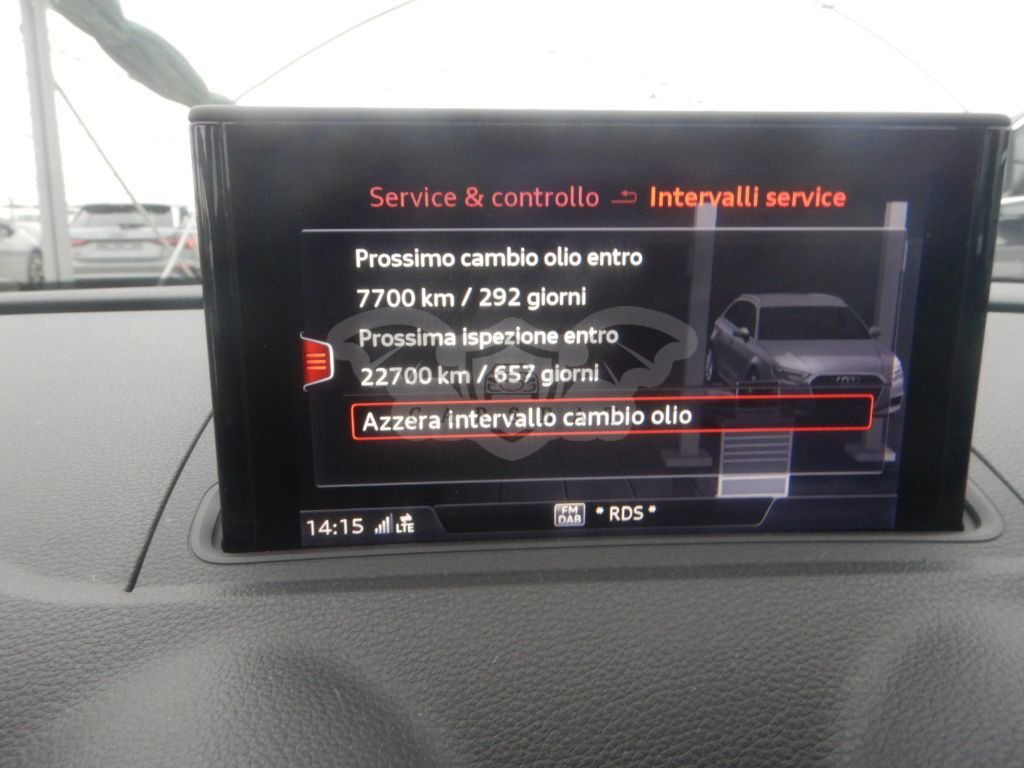 Service & controllo Intervalli service
Prossimo cambio olio entro
7700 km / 292 giorni
Prossima ispezione entro
22700 km / 657 giorni
Azzera intervallo cambio olio
14:15 LTE FM DAB * RDS *